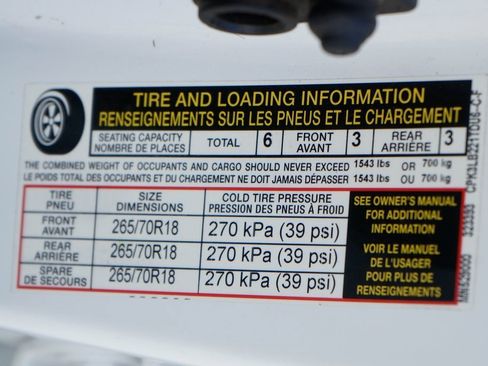 TIRE AND LOADING INFORMATION
RENSEIGNEMENTS SUR LES PNEUS ET LE CHARGEMENT
SEATING CAPACITY TOTAL 6 FRONT 3 REAR 3
NOMBRE DE PLACES AVANT ARRIÈRE
THE COMBINED WEIGHT OF OCCUPANTS AND CARGO SHOULD NEVER EXCEED 1543 lbs OR 700 kg
LE POIDS TOTAL DES OCCUPANTS ET DU CHARGEMENT NE DOIT JAMAIS DÉPASSER 1543 lbs OU 700 kg
TIRE SIZE COLD TIRE PRESSURE
PNEU DIMENSIONS PRESSION DES PNEUS À FROID
FRONT
AVANT 265/70R18 270 kPa (39 psi)
REAR
ARRIÈRE 265/70R18 270 kPa (39 psi)
SPARE
DE SECOURS 265/70R18 270 kPa (39 psi)
SEE OWNER'S MANUAL
FOR ADDITIONAL
INFORMATION
VOIR LE MANUEL
DE L'USAGER
POUR PLUS DE
RENSEIGNEMENTS